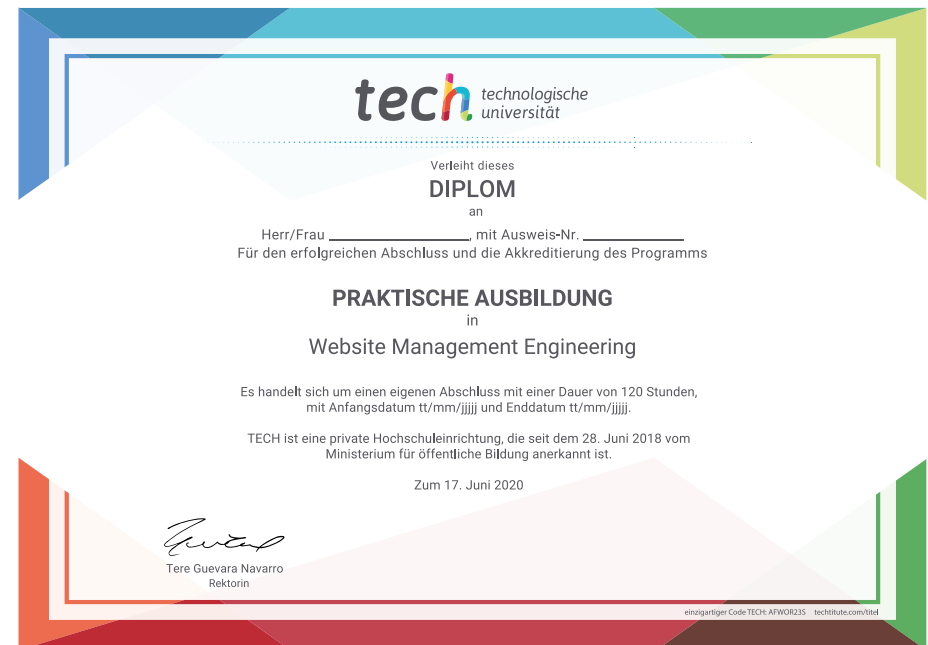 tech technologische
universität
Verleiht dieses
DIPLOM
an
Herr/Frau ____________________, mit Ausweis-Nr. ______________
Für den erfolgreichen Abschluss und die Akkreditierung des Programms
PRAKTISCHE AUSBILDUNG
in
Website Management Engineering
Es handelt sich um einen eigenen Abschluss mit einer Dauer von 120 Stunden,
mit Anfangsdatum tt/mm/jjjjj und Enddatum tt/mm/jjjjj.
TECH ist eine private Hochschuleinrichtung, die seit dem 28. Juni 2018 vom
Ministerium für öffentliche Bildung anerkannt ist.
Zum 17. Juni 2020
Tere Guevara Navarro
Rektorin
einzigartiger Code TECH: AFWOR23S techtitute.com/titel